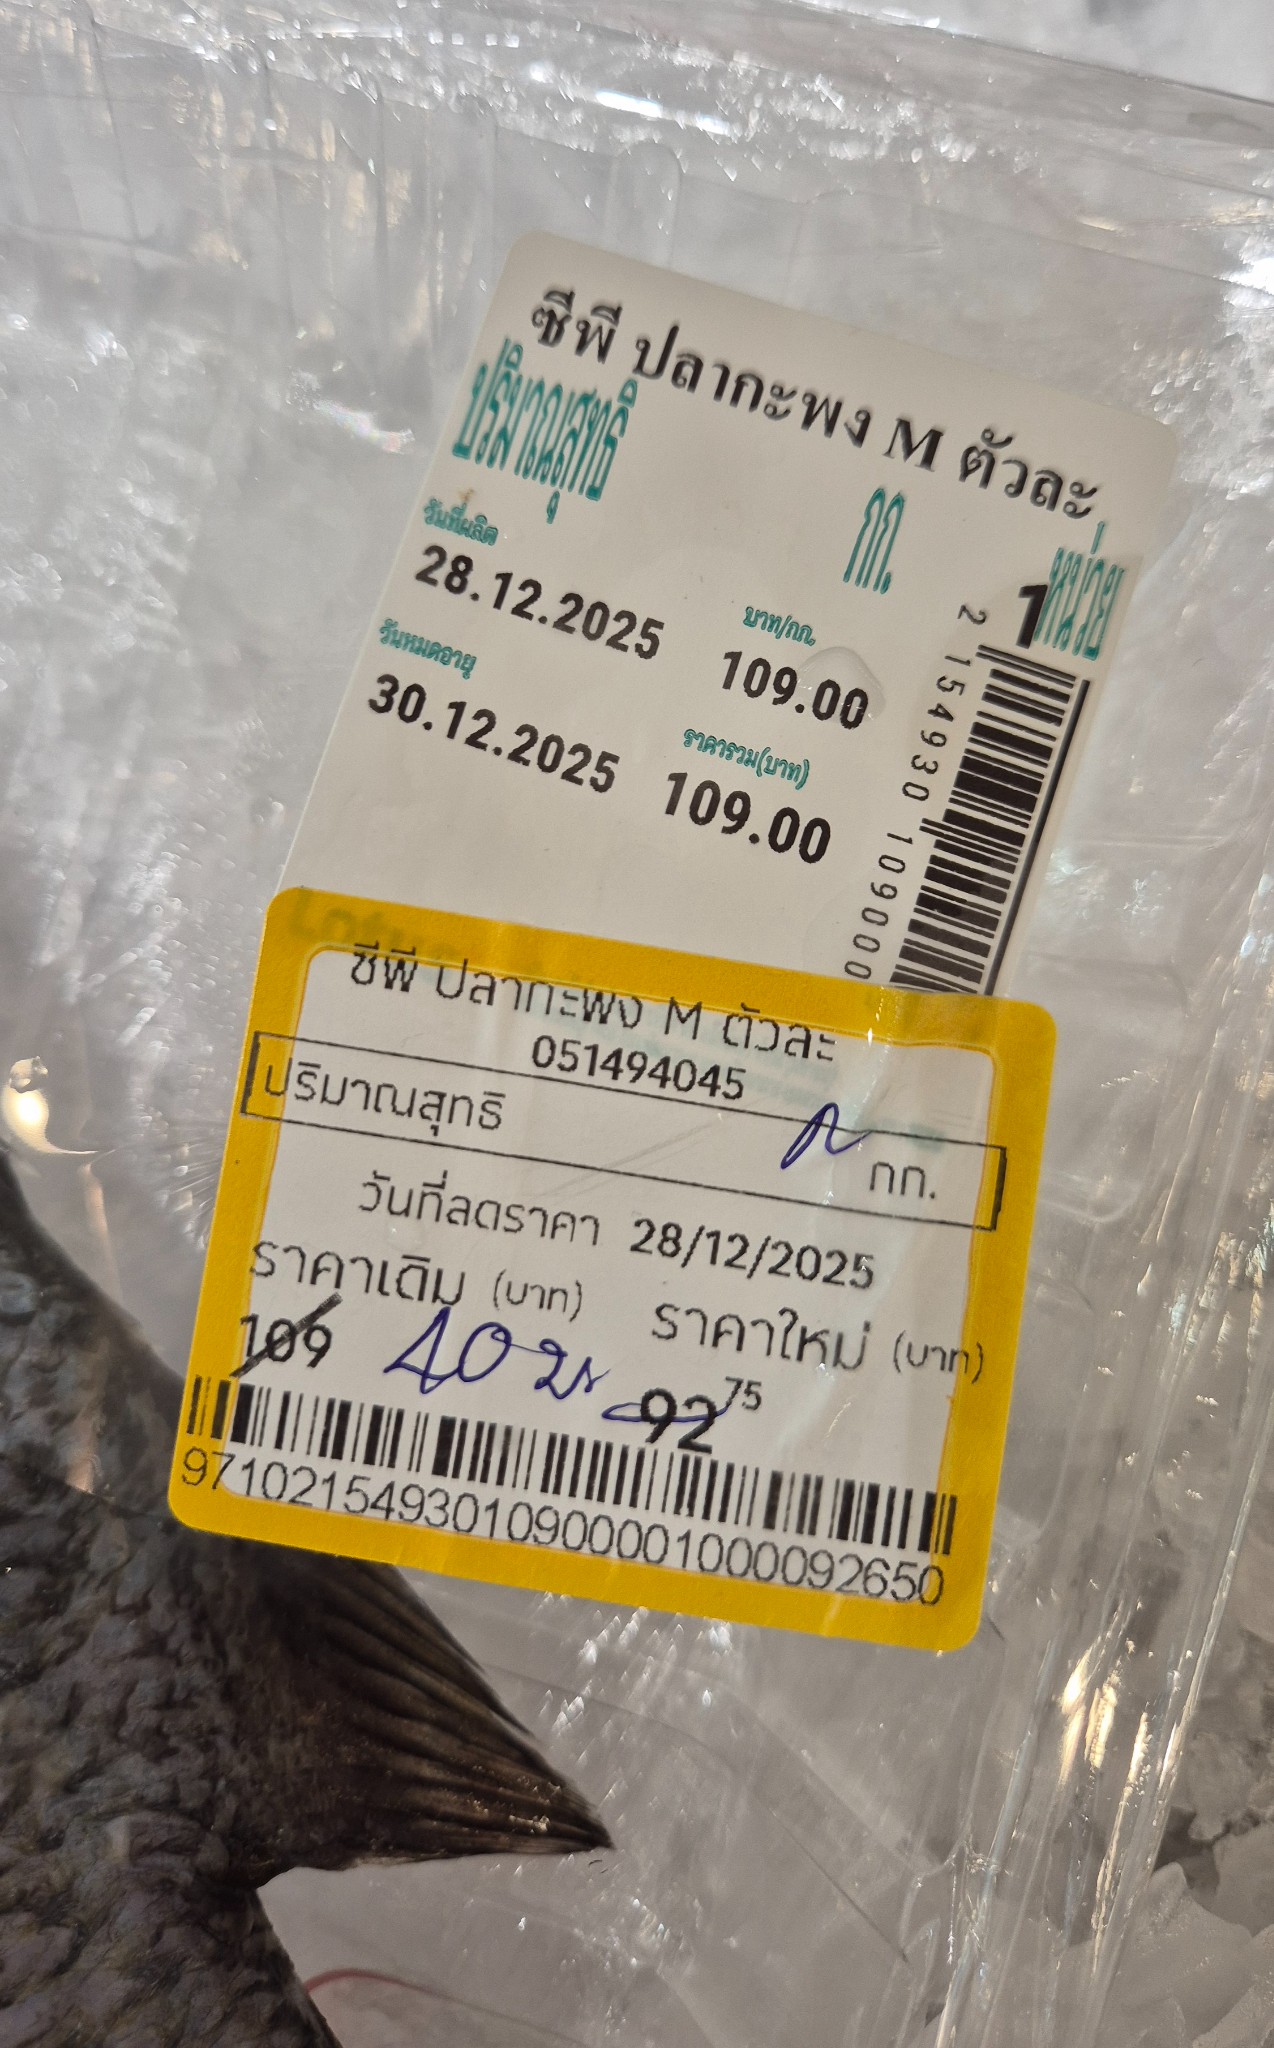 ซีพี ปลากะพง M ตัวละ
ปริมาณสุทธิ กก. 1 หน่วย
วันที่ผลิต บาท/กก.
28.12.2025 109.00
วันหมดอายุ ราคารวม(บาท)
30.12.2025 109.00
2 154930 109000
ซีพี ปลากะพง M ตัวละ
051494045
ปริมาณสุทธิ กก.
วันที่ลดราคา 28/12/2025
ราคาเดิม (บาท) ราคาใหม่ (บาท)
109 40 92 75
9710215493010900001000092650